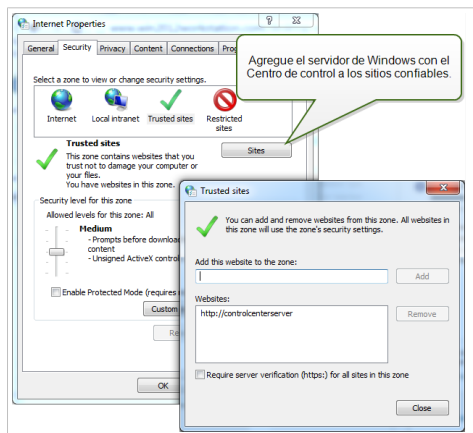 Internet Properties
General Security Privacy Content Connections
Agregue el servidor de Windows con el
Centro de control a los sitios confiables.
Select a zone to view or change security settings.
Internet Local intranet Trusted sites Restricted
sites
Trusted sites
This zone contains websites that you
trust not to damage your computer or
your files.
You have websites in this zone.
Sites
Security level for this zone
Allowed levels for this zone: All
Medium
- Prompts before
content
- Unsigned ActiveX
Enable Protected Mode (requires
Custom
OK
Trusted sites
You can add and remove websites from this zone. All websites in
this zone will use the zone's security settings.
Add this website to the zone:
Add
Websites:
http://controlcenterserver
Remove
Require server verification (https:) for all sites in this
zone
Close